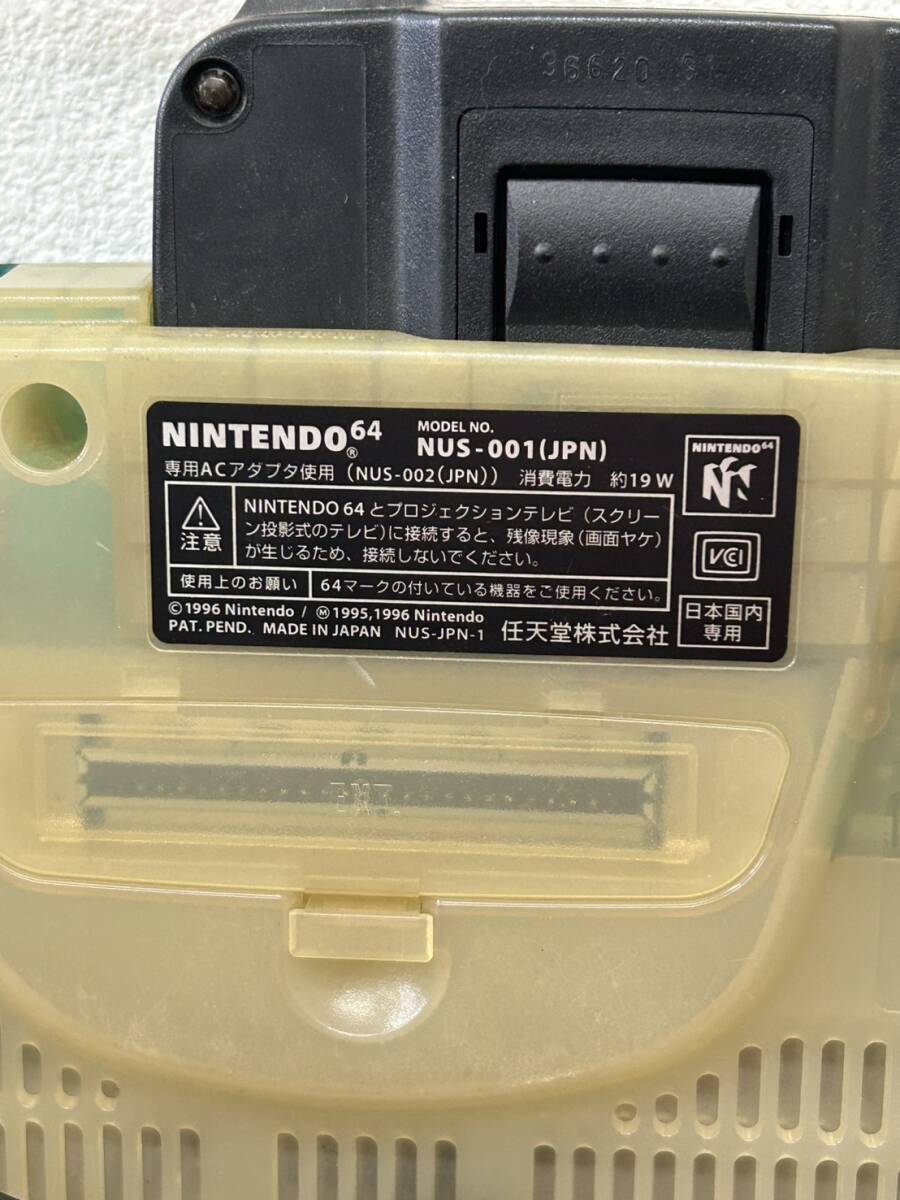 36620 31
NINTENDO64®
MODEL NO.
NUS-001(JPN)
専用ACアダプタ使用（NUS-002(JPN)） 消費電力 約19W
注意
NINTENDO 64とプロジェクションテレビ（スクリー
ン投影式のテレビ）に接続すると、残像現象（画面ヤケ）
が生じるため、接続しないでください。
使用上のお願い
64マークの付いている機器をご使用ください。
©1996 Nintendo / Ⓜ1995,1996 Nintendo
PAT. PEND. MADE IN JAPAN NUS-JPN-1 任天堂株式会社
NINTENDO64
VCI
日本国内
専用
EXT.